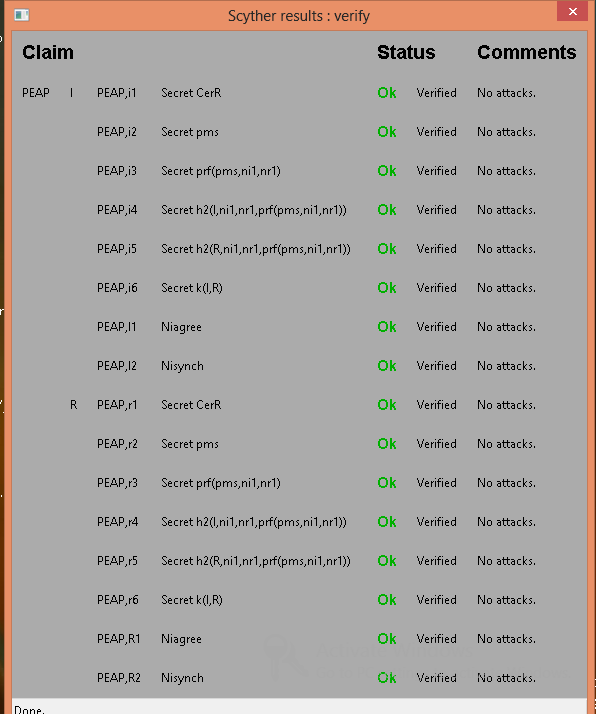 Scyther results : verify
Claim Status Comments
PEAP I PEAP,i1 Secret CerR Ok Verified No attacks.
PEAP,i2 Secret pms Ok Verified No attacks.
PEAP,i3 Secret prf(pms,ni1,nr1) Ok Verified No attacks.
PEAP,i4 Secret h2(I,ni1,nr1,prf(pms,ni1,nr1)) Ok Verified No attacks.
PEAP,i5 Secret h2(R,ni1,nr1,prf(pms,ni1,nr1)) Ok Verified No attacks.
PEAP,i6 Secret k(I,R) Ok Verified No attacks.
PEAP,I1 Niagree Ok Verified No attacks.
PEAP,I2 Nisynch Ok Verified No attacks.
R PEAP,r1 Secret CerR Ok Verified No attacks.
PEAP,r2 Secret pms Ok Verified No attacks.
PEAP,r3 Secret prf(pms,ni1,nr1) Ok Verified No attacks.
PEAP,r4 Secret h2(I,ni1,nr1,prf(pms,ni1,nr1)) Ok Verified No attacks.
PEAP,r5 Secret h2(R,ni1,nr1,prf(pms,ni1,nr1)) Ok Verified No attacks.
PEAP,r6 Secret k(I,R) Ok Verified No attacks.
PEAP,R1 Niagree Ok Verified No attacks.
PEAP,R2 Nisynch Ok Verified No attacks.
Done.